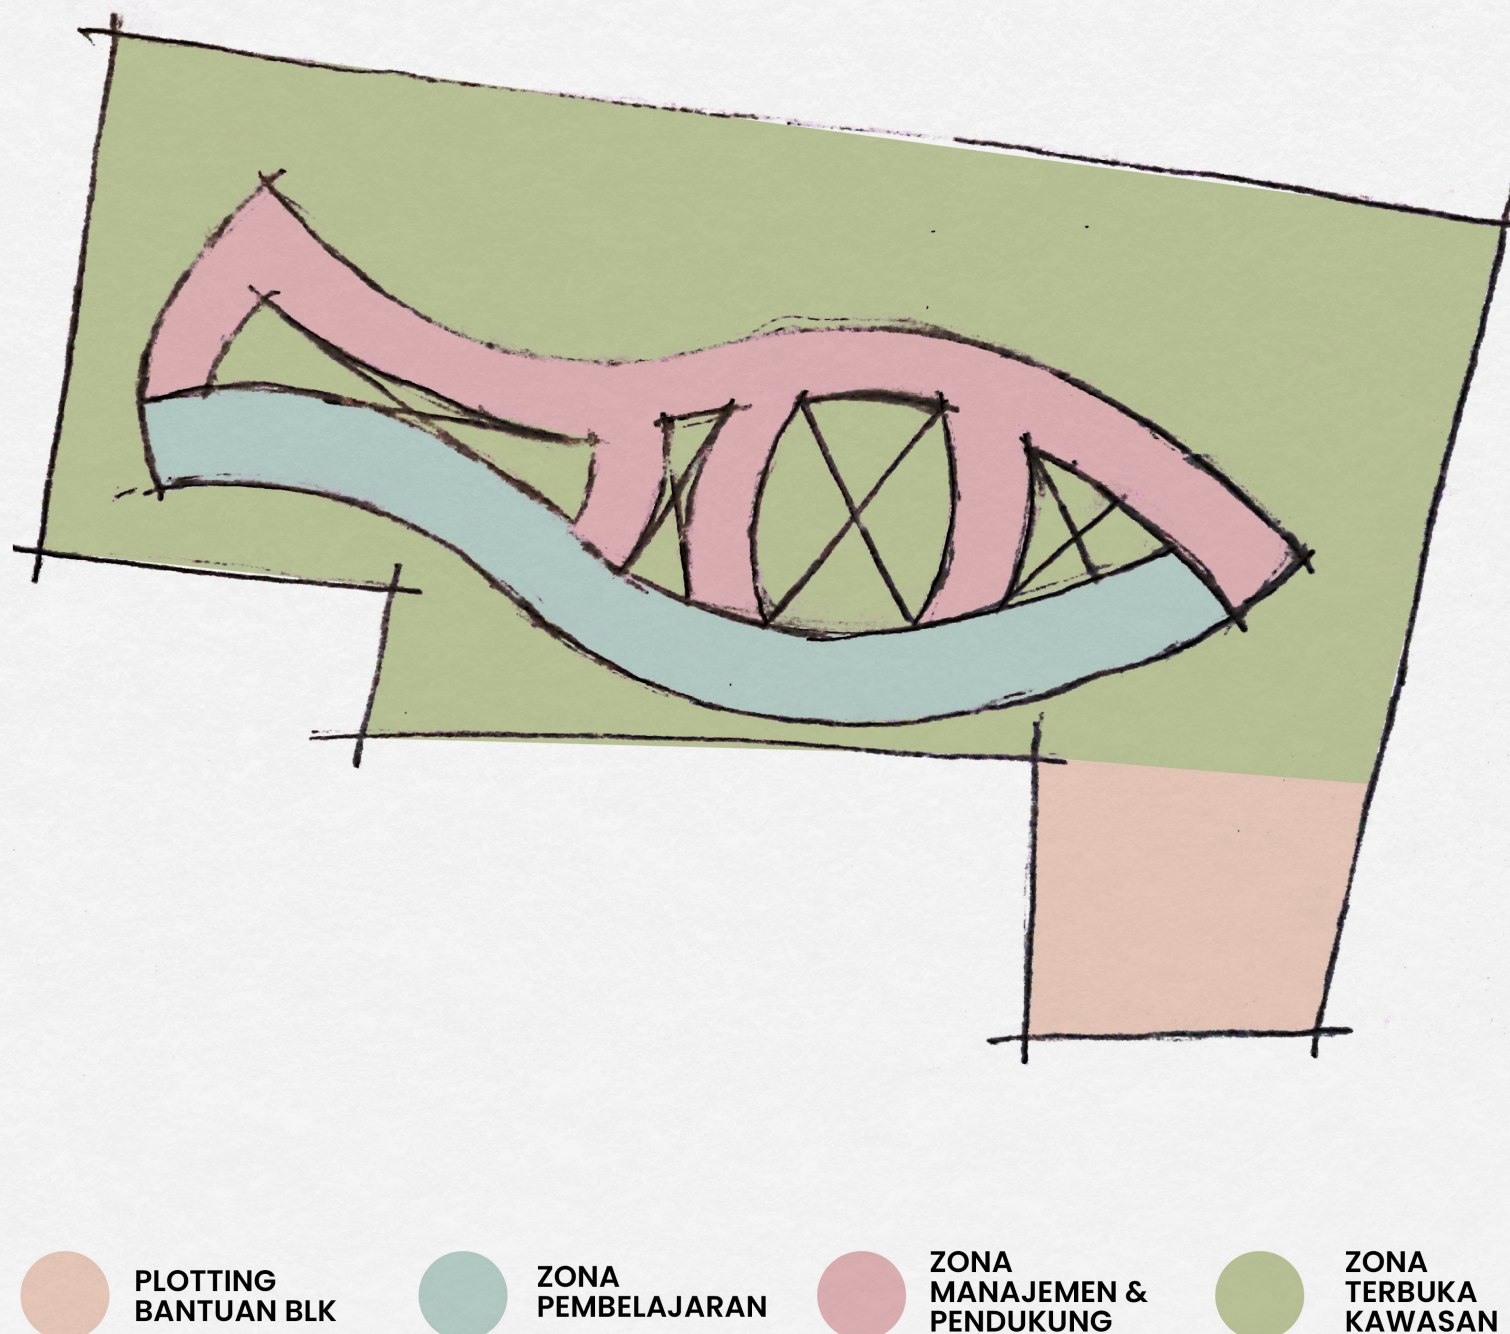 PLOTTING
BANTUAN BLK
ZONA
PEMBELAJARAN
ZONA
MANAJEMEN &
PENDUKUNG
ZONA
TERBUKA
KAWASAN